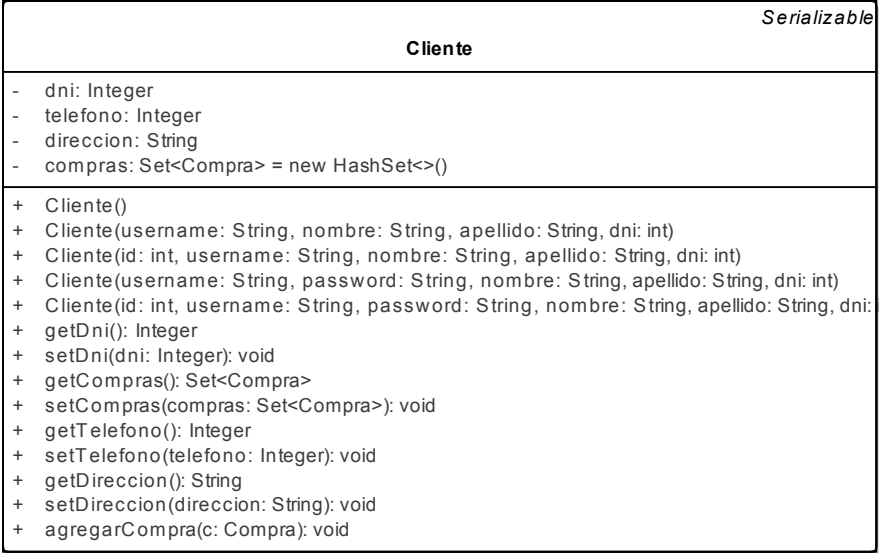 Serializable
Cliente
- dni: Integer
- telefono: Integer
- direccion: String
- compras: Set<Compra> = new HashSet<>()
+ Cliente()
+ Cliente(username: String, nombre: String, apellido: String, dni: int)
+ Cliente(id: int, username: String, nombre: String, apellido: String, dni: int)
+ Cliente(username: String, password: String, nombre: String, apellido: String, dni: int)
+ Cliente(id: int, username: String, password: String, nombre: String, apellido: String, dni:
+ getDni(): Integer
+ setDni(dni: Integer): void
+ getCompras(): Set<Compra>
+ setCompras(compras: Set<Compra>): void
+ getTelefono(): Integer
+ setTelefono(telefono: Integer): void
+ getDireccion(): String
+ setDireccion(direccion: String): void
+ agregarCompra(c: Compra): void